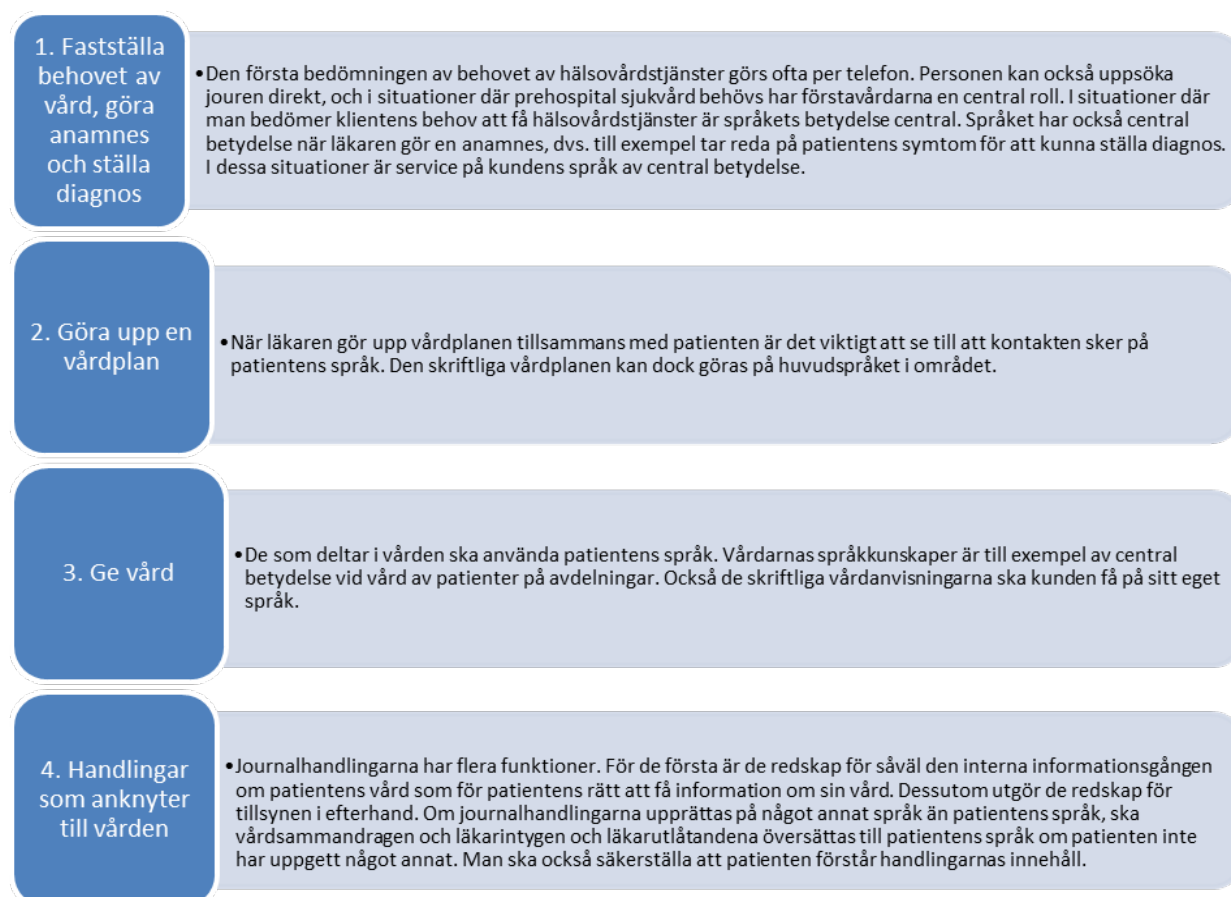 1. Fastställa
behovet av
vård, göra
anamnes
och ställa
diagnos
•Den första bedömningen av behovet av hälsovårdstjänster görs ofta per telefon. Personen kan också uppsöka
jouren direkt, och i situationer där prehospital sjukvård behövs har förstavårdarna en central roll. I situationer där
man bedömer klientens behov att få hälsovårdstjänster är språkets betydelse central. Språket har också central
betydelse när läkaren gör en anamnes, dvs. till exempel tar reda på patientens symtom för att kunna ställa diagnos.
I dessa situationer är service på kundens språk av central betydelse.
2. Göra upp en
vårdplan
•När läkaren gör upp vårdplanen tillsammans med patienten är det viktigt att se till att kontakten sker på
patientens språk. Den skriftliga vårdplanen kan dock göras på huvudspråket i området.
3. Ge vård
•De som deltar i vården ska använda patientens språk. Vårdarnas språkkunskaper är till exempel av central
betydelse vid vård av patienter på avdelningar. Också de skriftliga vårdanvisningarna ska kunden få på sitt eget
språk.
4. Handlingar
som anknyter
till vården
•Journalhandlingarna har flera funktioner. För de första är de redskap för såväl den interna informationsgången
om patientens vård som för patientens rätt att få information om sin vård. Dessutom utgör de redskap för
tillsynen i efterhand. Om journalhandlingarna upprättas på något annat språk än patientens språk, ska
vårdsammandragen och läkarintygen och läkarutlåtandena översättas till patientens språk om patienten inte
har uppgett något annat. Man ska också säkerställa att patienten förstår handlingarnas innehåll.